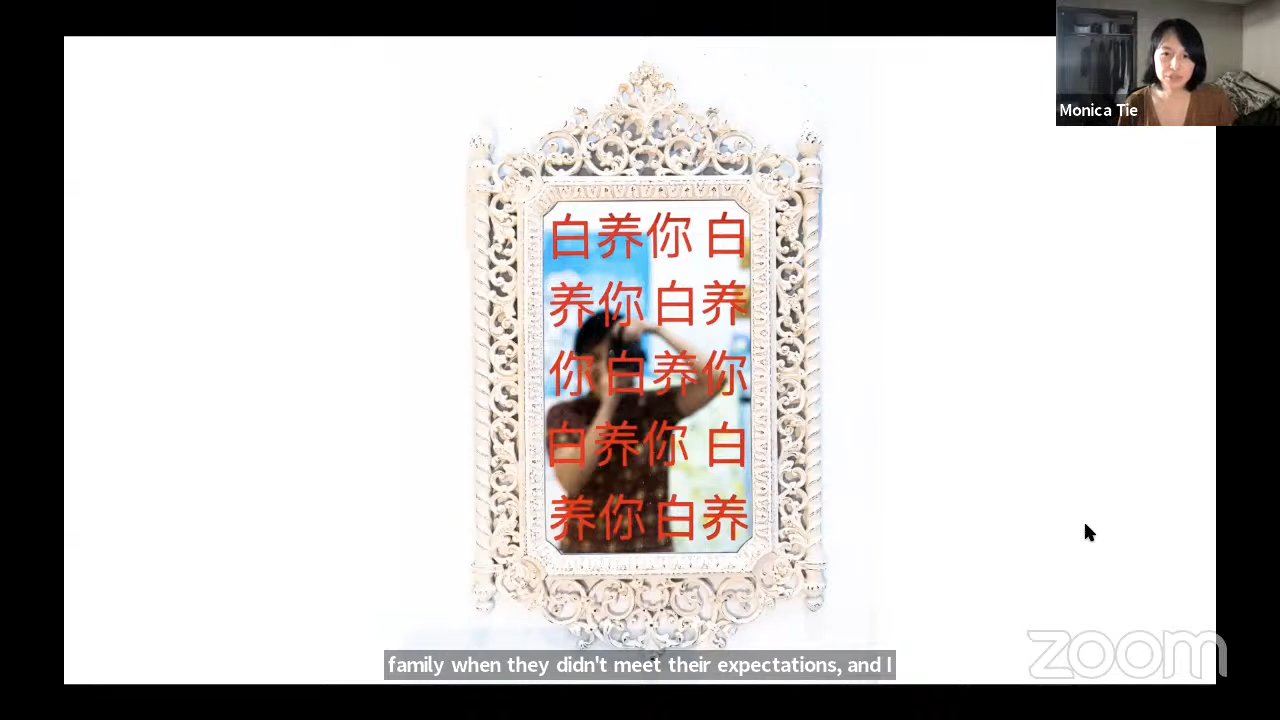 Monica Tie
白养你 白
养你 白养
你 白养你
白养你 白
养你 白养
family when they didn't meet their expectations, and I
zoom